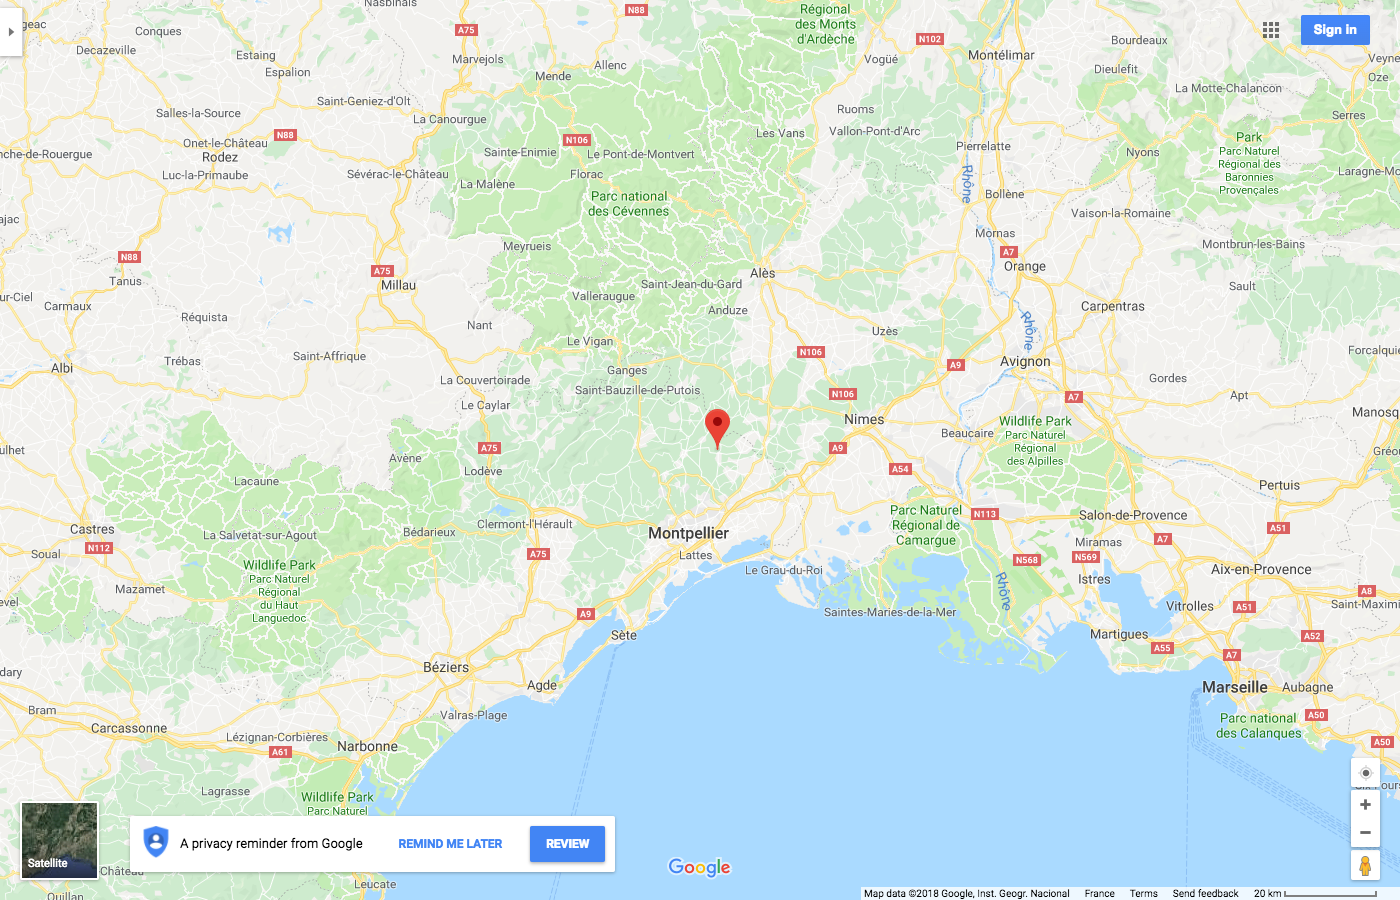 Nasbinals
N88
Régional
des Monts
d'Ardèche
geac
Conques
A75
N102
Sign in
Decazeville
Estaing
Marvejols
Vogüé
Montélimar
Bourdeaux
Veyne
Espalion
Mende
Allenc
Dieulefit
Oze
Saint-Geniez-d'Olt
La Motte-Chalancon
Salles-la-Source
La Canourgue
Ruoms
Serres
N88
Onet-le-Château
N106
Les Vans
Vallon-Pont-d'Arc
Park
Parc Naturel
Régional des
Baronnies
Provençales
nche-de-Rouergue
Rodez
Sainte-Enimie
Le Pont-de-Montvert
Pierrelatte
Nyons
Luc-la-Primaube
Sévérac-le-Château
La Malène
Florac
Rhône
Laragne-Mo
Parc national
des Cévennes
Bollène
Vaison-la-Romaine
ajac
Mornas
Meyrueis
Montbrun-les-Bains
N88
A7
Tanus
A75
Alès
Orange
Millau
Saint-Jean-du-Gard
Sault
ur-Ciel
Carmaux
Valleraugue
Carpentras
Réquista
Anduze
Rhône
Nant
Uzès
Le Vigan
Saint-Affrique
N106
Forcalquie
Trébas
A9
Avignon
Albi
Ganges
La Couvertoirade
Saint-Bauzille-de-Putois
Gordes
N106
A7
Apt
Le Caylar
Manosq
Nimes
Wildlife Park
Parc Naturel
Régional
des Alpilles
Beaucaire
A75
A9
ulhet
Avène
Gréou
Lodève
A54
Lacaune
Pertuis
Parc Naturel
Régional de
Camargue
N113
Salon-de-Provence
Clermont-l'Hérault
Castres
La Salvetat-sur-Agout
Bédarieux
Montpellier
A51
N112
A7
Miramas
Soual
A75
Lattes
N568
N569
Wildlife Park
Parc Naturel
Régional
du Haut
Languedoc
Le Grau-du-Roi
Rhône
Istres
Aix-en-Provence
Mazamet
A8
evel
Vitrolles
A51
Saint-Maximi
A9
Saintes-Maries-de-la-Mer
Sète
Martigues
A52
A55
A7
Béziers
dary
Agde
Marseille
Aubagne
Bram
Valras-Plage
A50
Parc national
des Calanques
Carcassonne
Lézignan-Corbières
Narbonne
A61
A50
Lagrasse
Wildlife Park
Parc Naturel
Satellite
A privacy reminder from Google
REMIND ME LATER
REVIEW
Château
Google
Leucate
Quillan
Map data ©2018 Google, Inst. Geogr. Nacional
France
Terms
Send feedback
20 km